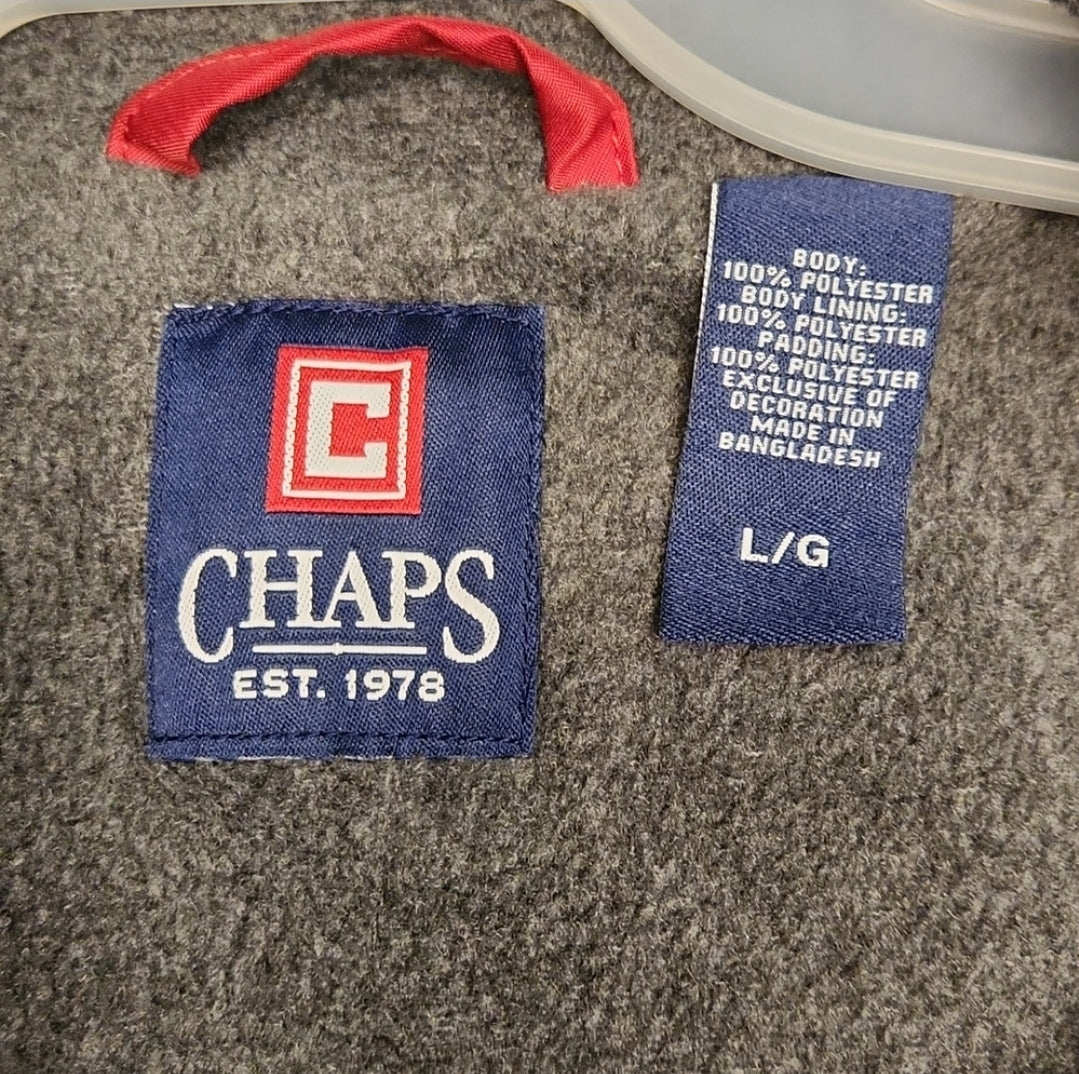 C
CHAPS
EST. 1978
BODY:
100% POLYESTER
BODY LINING:
100% POLYESTER
PADDING:
100% POLYESTER
EXCLUSIVE OF
DECORATION
MADE IN
BANGLADESH
L/G